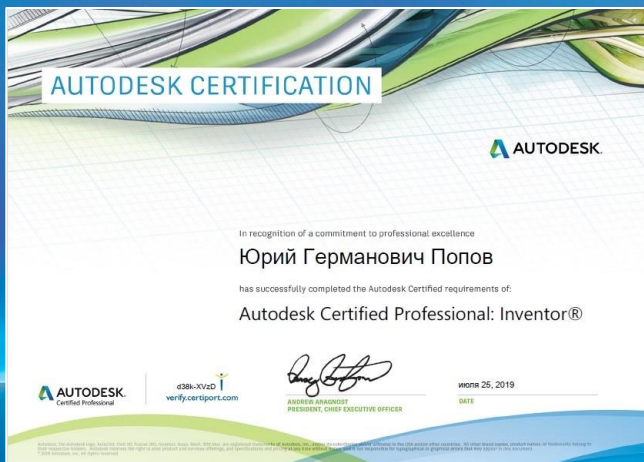 AUTODESK CERTIFICATION
AUTODESK.
In recognition of a commitment to professional excellence
Юрий Германович Попов
has successfully completed the Autodesk Certified Professional requirements of:
Autodesk Certified Professional: Inventor®
AUTODESK.
Certified Professional
d38k-XVzD
verify.certiport.com
ANDREW ANAGNOST
PRESIDENT, CHIEF EXECUTIVE OFFICER
июля 25, 2019
DATE